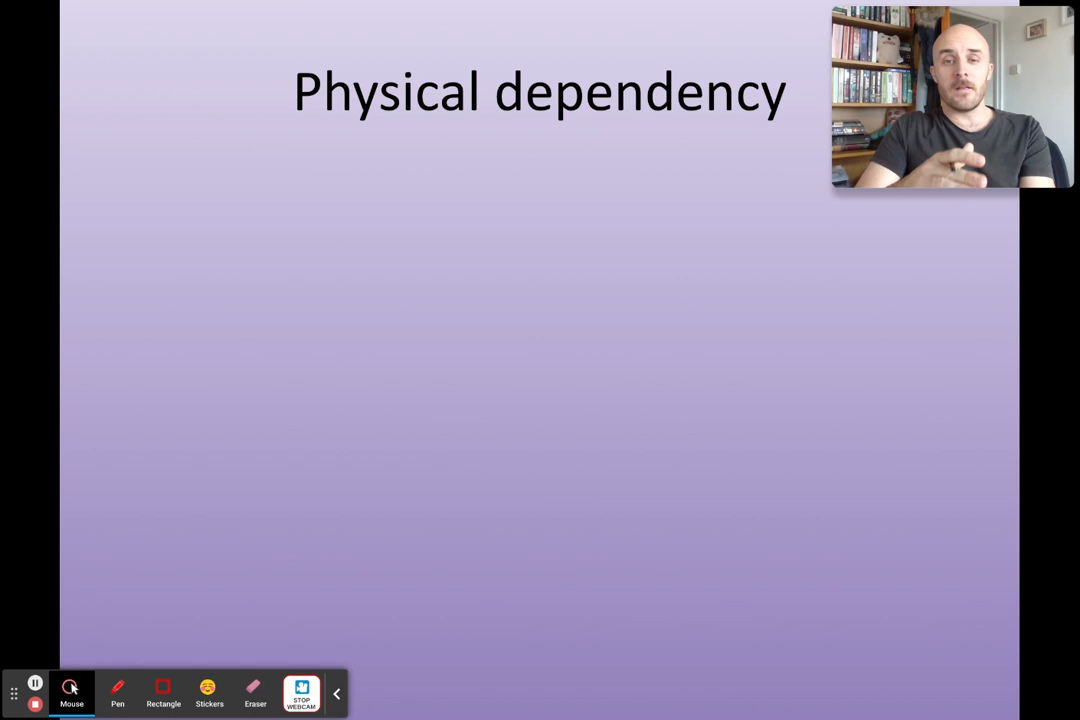 Physical dependency
Mouse
Pen
Rectangle
Stickers
Eraser
STOP
WEBCAM